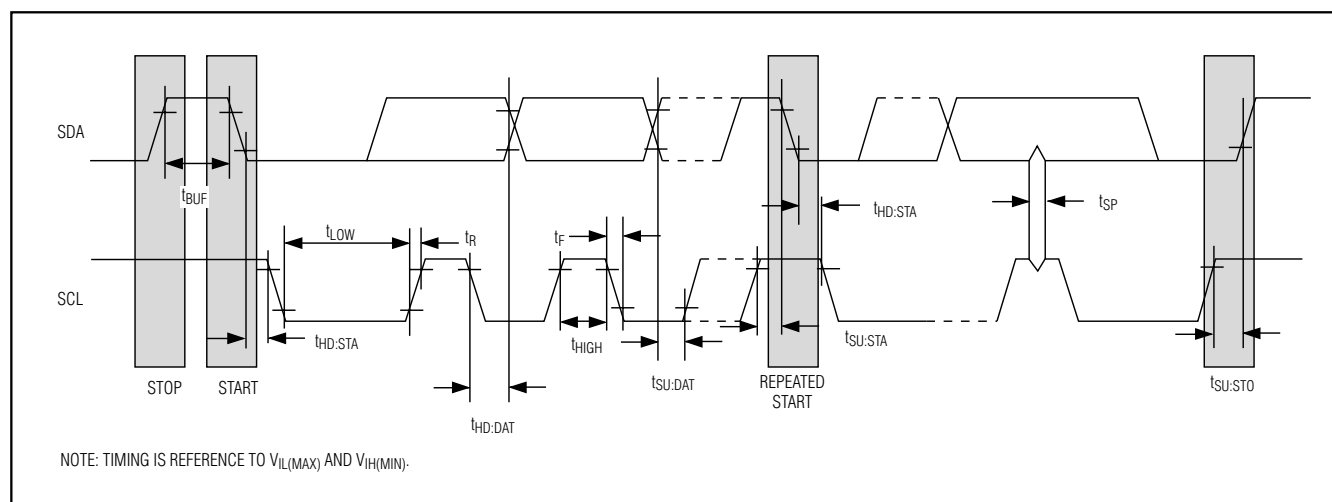 SDA
tBUF
tHD:STA
tSP
tLOW
tR
tF
SCL
tHD:STA
tHIGH
tSU:STA
tSU:DAT
tSU:STO
STOP
START
REPEATED
START
tHD:DAT
NOTE: TIMING IS REFERENCE TO VIL(MAX) AND VIH(MIN).